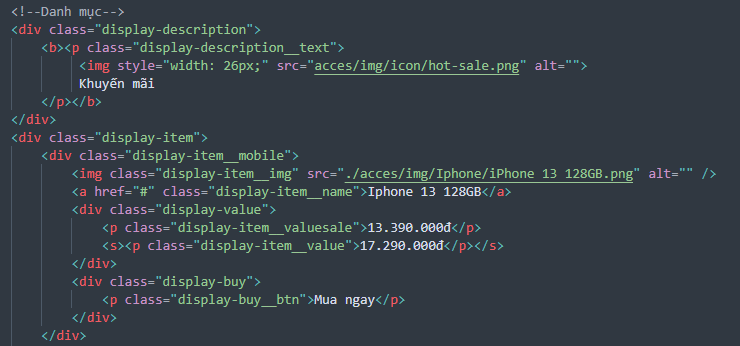 <!--Danh mục-->
<div class="display-description">
<b><p class="display-description__text">
<img style="width: 26px;" src="acces/img/icon/hot-sale.png" alt="">
Khuyến mãi
</p></b>
</div>
<div class="display-item">
<div class="display-item__mobile">
<img class="display-item__img" src="./acces/img/Iphone/iPhone 13 128GB.png" alt="" />
<a href="#" class="display-item__name">Iphone 13 128GB</a>
<div class="display-value">
<p class="display-item__valuesale">13.390.000đ</p>
<s><p class="display-item__value">17.290.000đ</p></s>
</div>
<div class="display-buy">
<p class="display-buy__btn">Mua ngay</p>
</div>
</div>